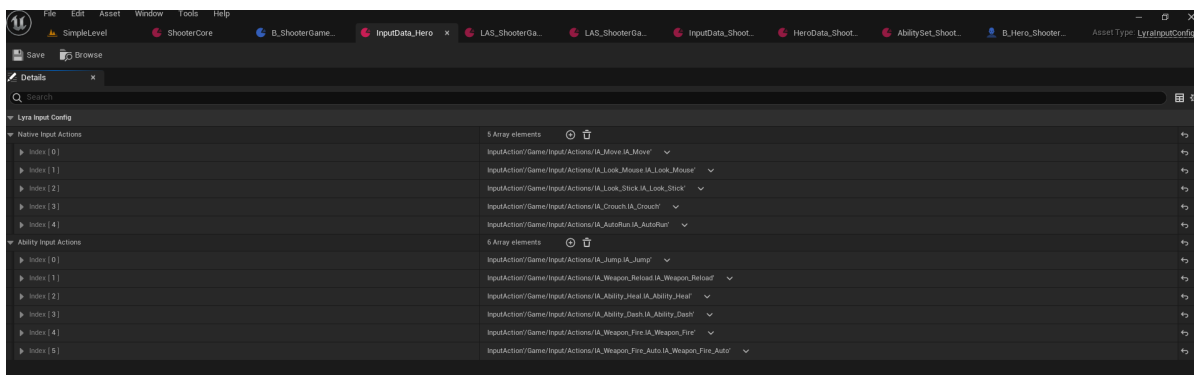 File Edit Asset Window Tools Help
SimpleLevel ShooterCore B_ShooterGame... InputData_Hero × LAS_ShooterGa... LAS_ShooterGa... InputData_Shoot... HeroData_Shoot... AbilitySet_Shoot... B_Hero_Shooter... Asset Type: LyraInputConfig
Save Browse
Details ×
Search
Lyra Input Config
Native Input Actions 5 Array elements
Index [ 0 ] InputAction'/Game/Input/Actions/IA_Move.IA_Move'
Index [ 1 ] InputAction'/Game/Input/Actions/IA_Look_Mouse.IA_Look_Mouse'
Index [ 2 ] InputAction'/Game/Input/Actions/IA_Look_Stick.IA_Look_Stick'
Index [ 3 ] InputAction'/Game/Input/Actions/IA_Crouch.IA_Crouch'
Index [ 4 ] InputAction'/Game/Input/Actions/IA_AutoRun.IA_AutoRun'
Ability Input Actions 6 Array elements
Index [ 0 ] InputAction'/Game/Input/Actions/IA_Jump.IA_Jump'
Index [ 1 ] InputAction'/Game/Input/Actions/IA_Weapon_Reload.IA_Weapon_Reload'
Index [ 2 ] InputAction'/Game/Input/Actions/IA_Ability_Heal.IA_Ability_Heal'
Index [ 3 ] InputAction'/Game/Input/Actions/IA_Ability_Dash.IA_Ability_Dash'
Index [ 4 ] InputAction'/Game/Input/Actions/IA_Weapon_Fire.IA_Weapon_Fire'
Index [ 5 ] InputAction'/Game/Input/Actions/IA_Weapon_Fire_Auto.IA_Weapon_Fire_Auto'